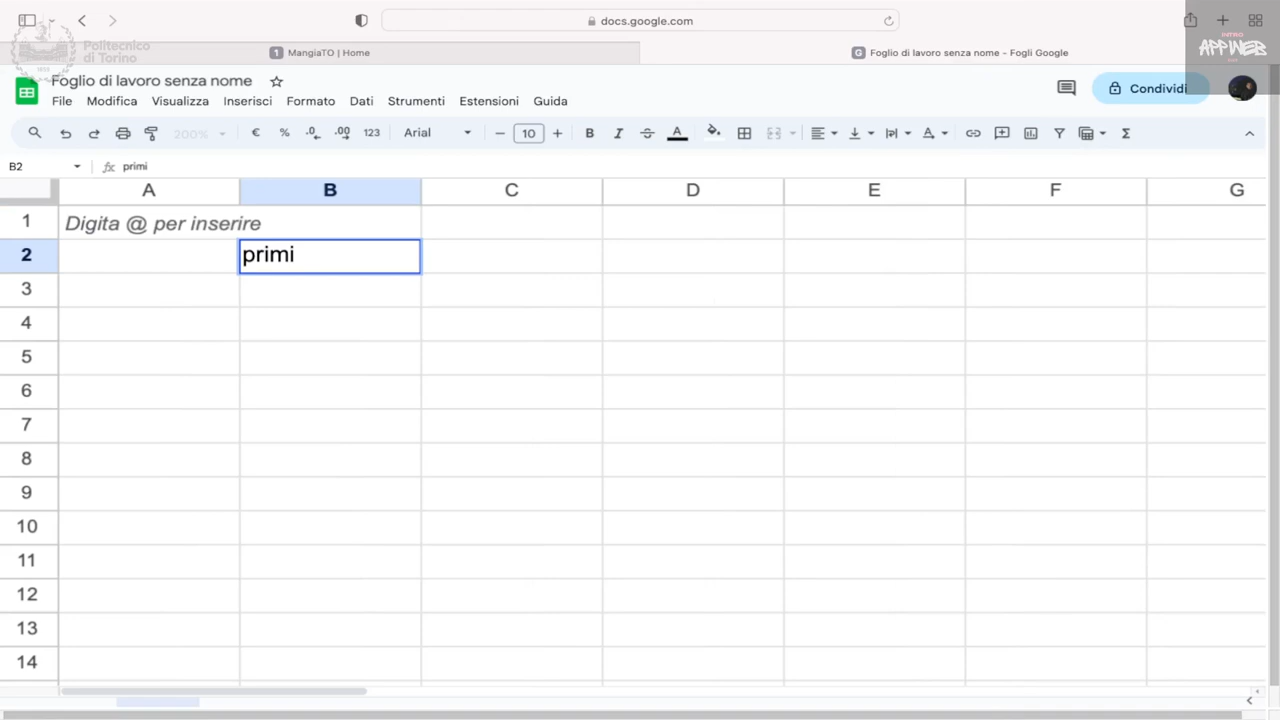 docs.google.com
Politecnico
di Torino
1 MangiaTO | Home
G Foglio di lavoro senza nome - Fogli Google
INTRO
APPWEB
Foglio di lavoro senza nome
File Modifica Visualizza Inserisci Formato Dati Strumenti Estensioni Guida
Condividi
200% € % .0 .00 123 Arial 10 B I A Σ
B2 fx primi
A B C D E F G
1 Digita @ per inserire
2 primi
3
4
5
6
7
8
9
10
11
12
13
14